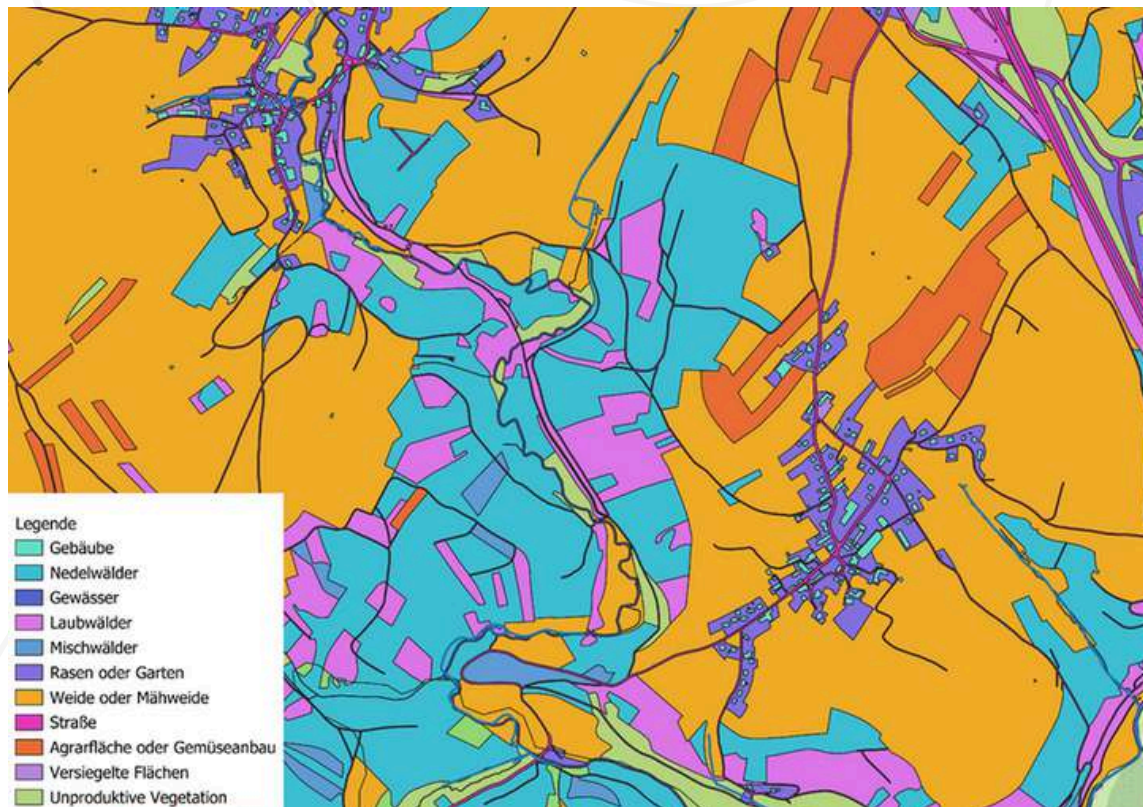 Legende
Gebäube
Nedelwälder
Gewässer
Laubwälder
Mischwälder
Rasen oder Garten
Weide oder Mähweide
Straße
Agrarfläche oder Gemüseanbau
Versiegelte Flächen
Unproduktive Vegetation